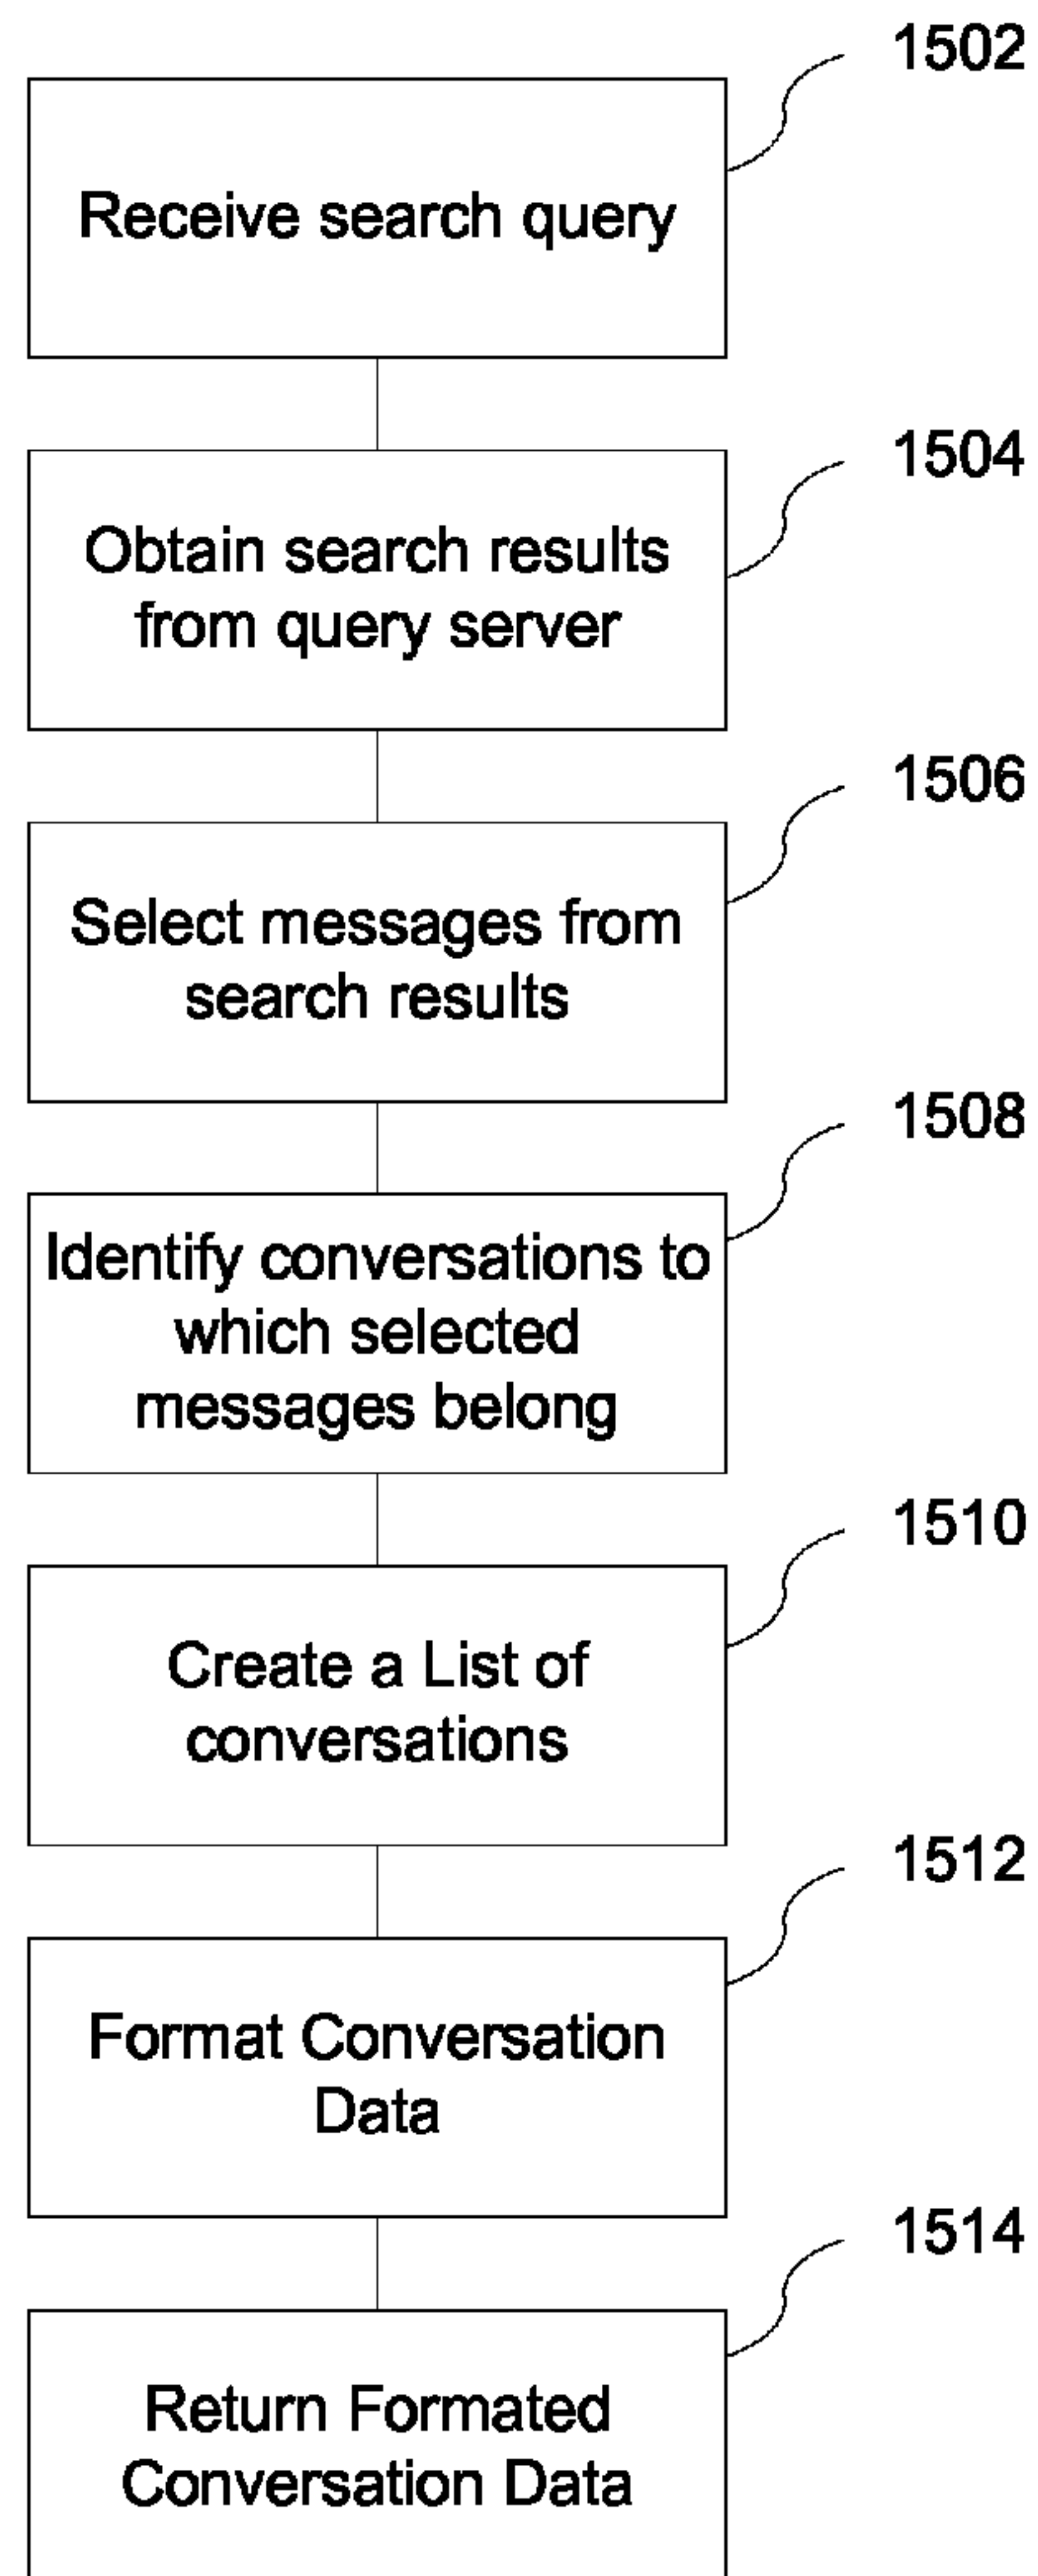 1502
Receive search query
1504
Obtain search results
from query server
1506
Select messages from
search results
1508
Identify conversations to
which selected
messages belong
1510
Create a List of
conversations
1512
Format Conversation
Data
1514
Return Formated
Conversation Data